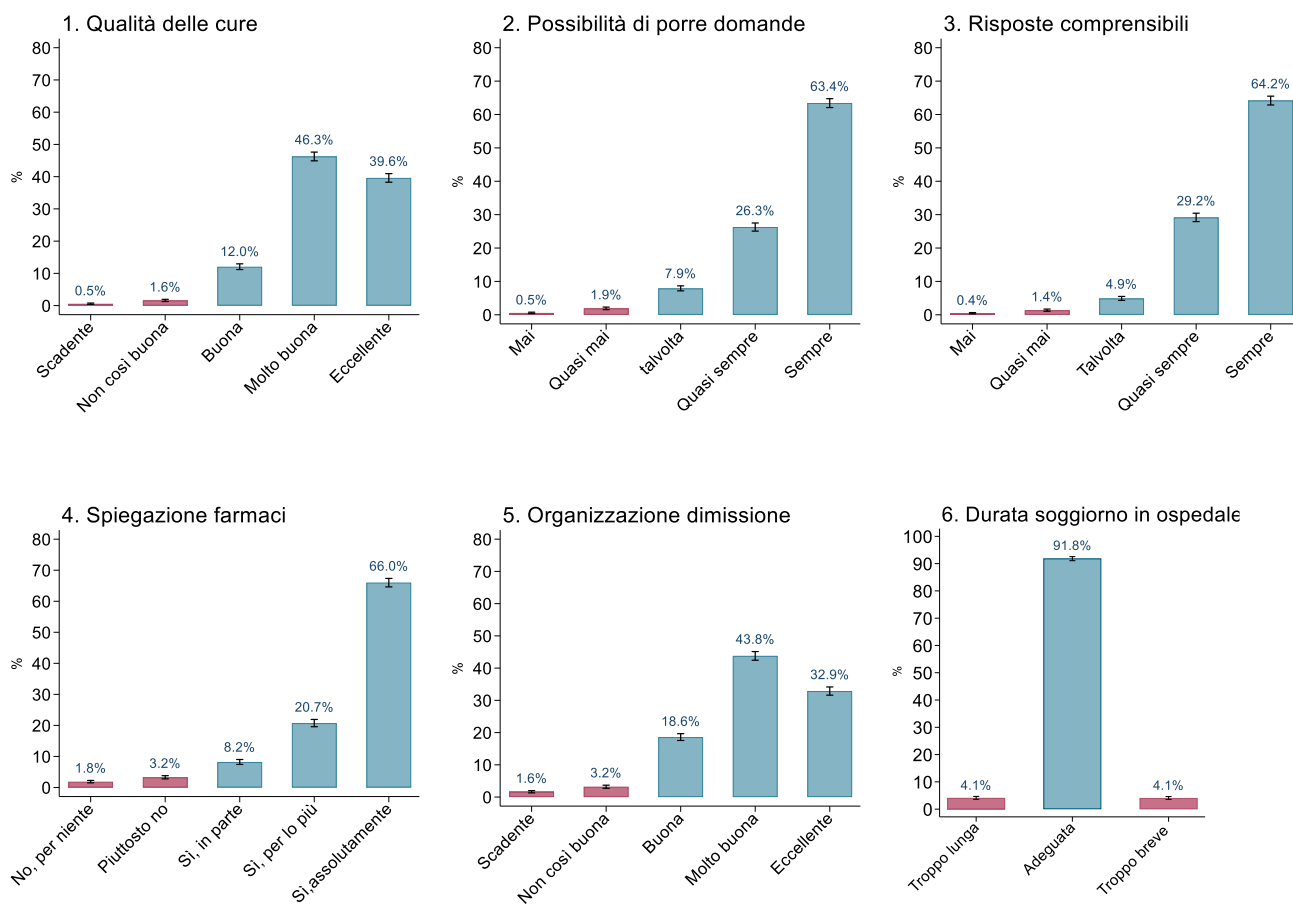 1. Qualità delle cure
80
70
60
50
40
30
20
10
0
%
0.5%
1.6%
12.0%
46.3%
39.6%
Scadente
Non così buona
Buona
Molto buona
Eccellente
2. Possibilità di porre domande
80
70
60
50
40
30
20
10
0
%
0.5%
1.9%
7.9%
26.3%
63.4%
Mai
Quasi mai
talvolta
Quasi sempre
Sempre
3. Risposte comprensibili
80
70
60
50
40
30
20
10
0
%
0.4%
1.4%
4.9%
29.2%
64.2%
Mai
Quasi mai
Talvolta
Quasi sempre
Sempre
4. Spiegazione farmaci
80
70
60
50
40
30
20
10
0
%
1.8%
3.2%
8.2%
20.7%
66.0%
No, per niente
Piuttosto no
Sì, in parte
Sì, per lo più
Sì,assolutamente
5. Organizzazione dimissione
80
70
60
50
40
30
20
10
0
%
1.6%
3.2%
18.6%
43.8%
32.9%
Scadente
Non così buona
Buona
Molto buona
Eccellente
6. Durata soggiorno in ospedale
100
90
80
70
60
50
40
30
20
10
0
%
4.1%
91.8%
4.1%
Troppo lunga
Adeguata
Troppo breve